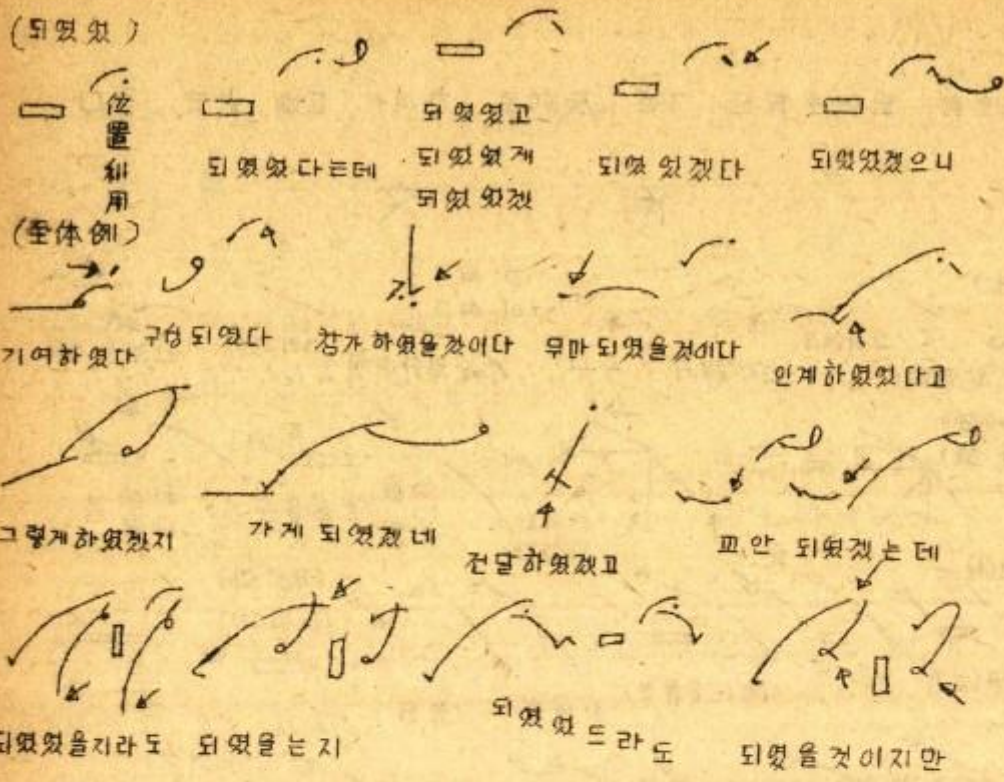 (되였었)
位置利用
되였었다는데
되였었고
되였었게
되였었겠
되였었겠다
되였었겠으니
(全体例)
기여하였다
구성되였다
참가하였을것이다
무마되였을것이다
인계하였었다고
그렇게하였겠지
가게 되였겠네
전달하였겠고
교안 되였겠는데
되였었을지라도
되였을는지
되였었드라도
되였을것이지만